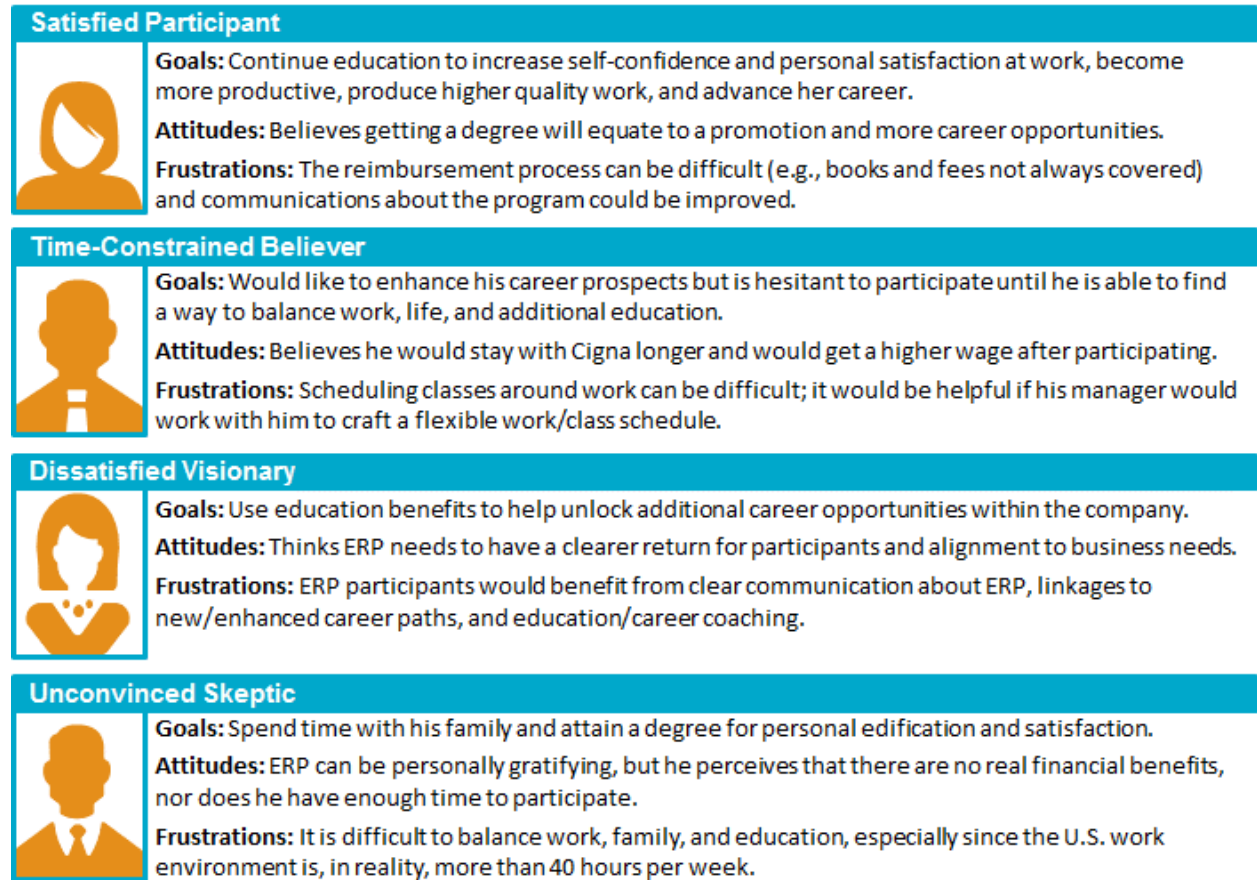 Satisfied Participant
Goals: Continue education to increase self-confidence and personal satisfaction at work, become
more productive, produce higher quality work, and advance her career.
Attitudes: Believes getting a degree will equate to a promotion and more career opportunities.
Frustrations: The reimbursement process can be difficult (e.g., books and fees not always covered)
and communications about the program could be improved.
Time-Constrained Believer
Goals: Would like to enhance his career prospects but is hesitant to participate until he is able to find
a way to balance work, life, and additional education.
Attitudes: Believes he would stay with Cigna longer and would get a higher wage after participating.
Frustrations: Scheduling classes around work can be difficult; it would be helpful if his manager would
work with him to craft a flexible work/class schedule.
Dissatisfied Visionary
Goals: Use education benefits to help unlock additional career opportunities within the company.
Attitudes: Thinks ERP needs to have a clearer return for participants and alignment to business needs.
Frustrations: ERP participants would benefit from clear communication about ERP, linkages to
new/enhanced career paths, and education/career coaching.
Unconvinced Skeptic
Goals: Spend time with his family and attain a degree for personal edification and satisfaction.
Attitudes: ERP can be personally gratifying, but he perceives that there are no real financial benefits,
nor does he have enough time to participate.
Frustrations: It is difficult to balance work, family, and education, especially since the U.S. work
environment is, in reality, more than 40 hours per week.